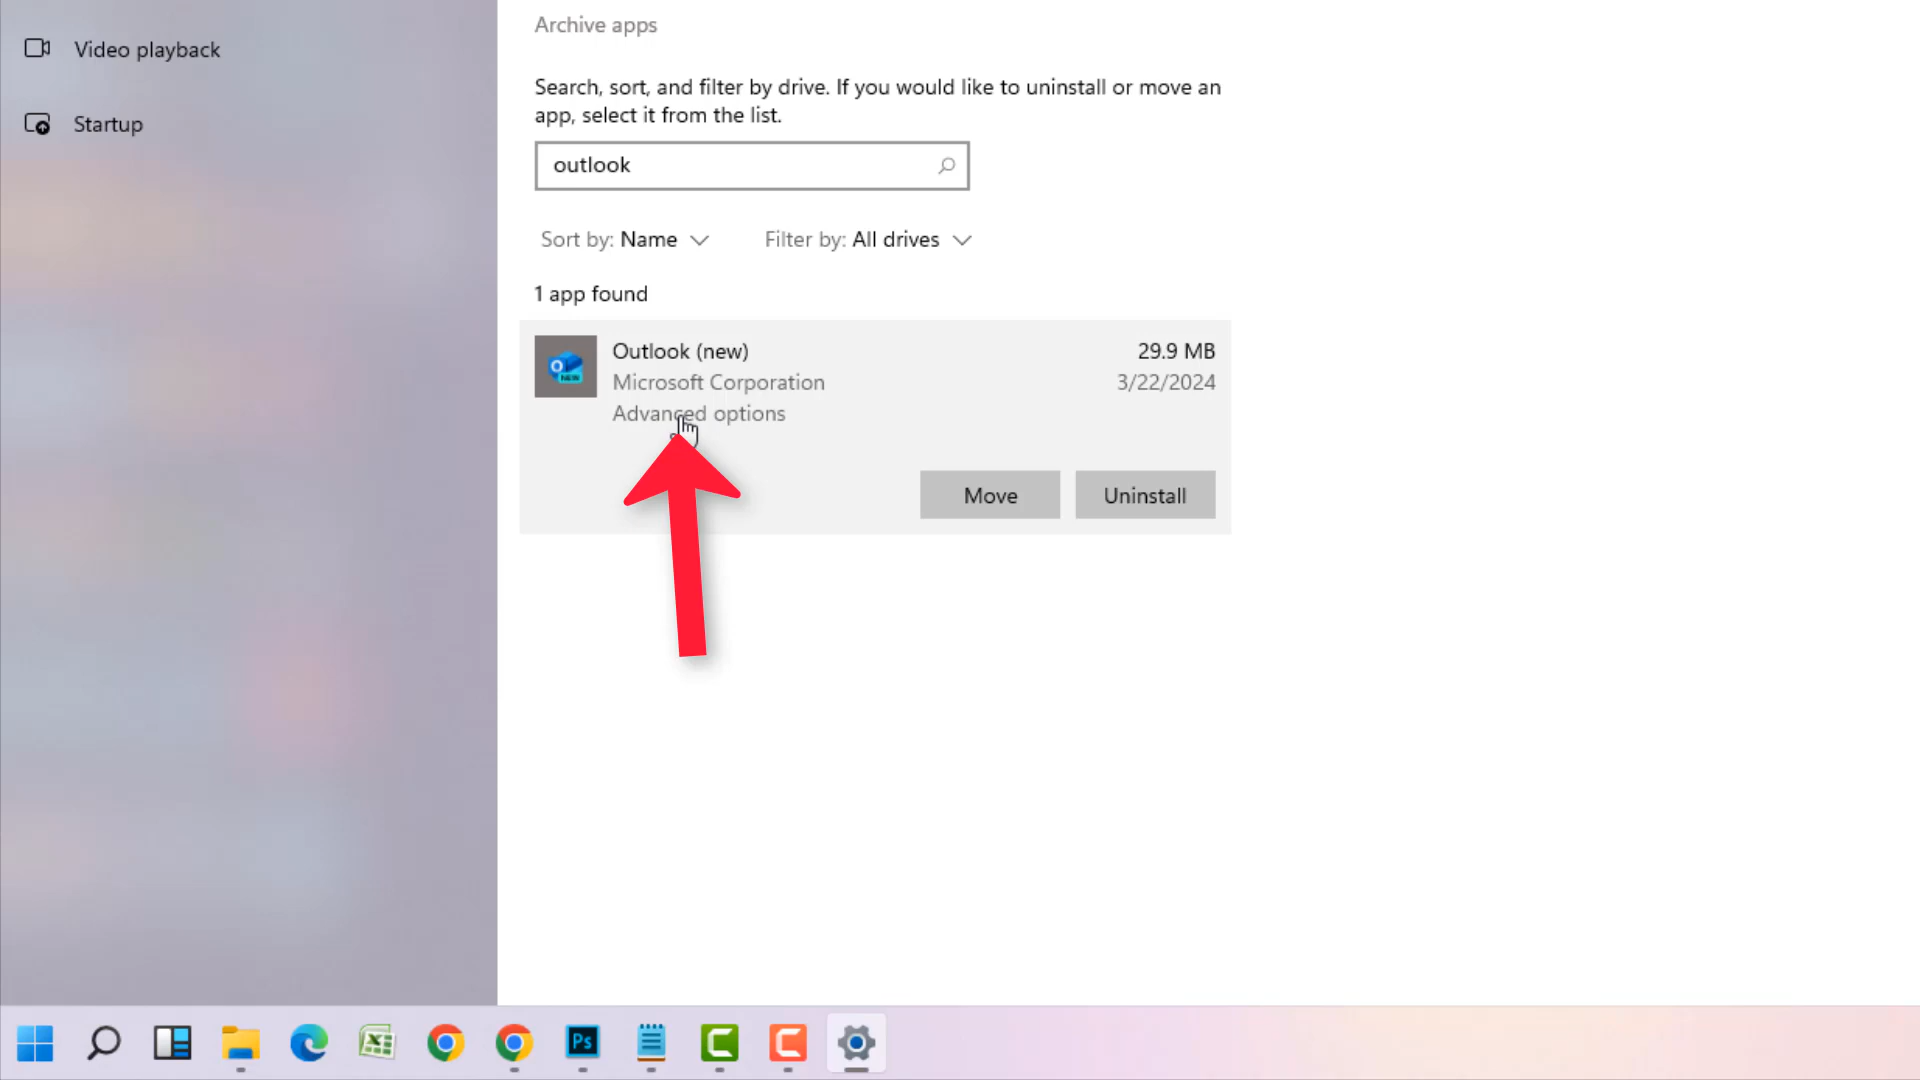 Video playback
Startup
Archive apps
Search, sort, and filter by drive. If you would like to uninstall or move an
app, select it from the list.
outlook
Sort by: Name
Filter by: All drives
1 app found
Outlook (new)
29.9 MB
Microsoft Corporation
3/22/2024
Advanced options
Move
Uninstall
O
NEW
Ps